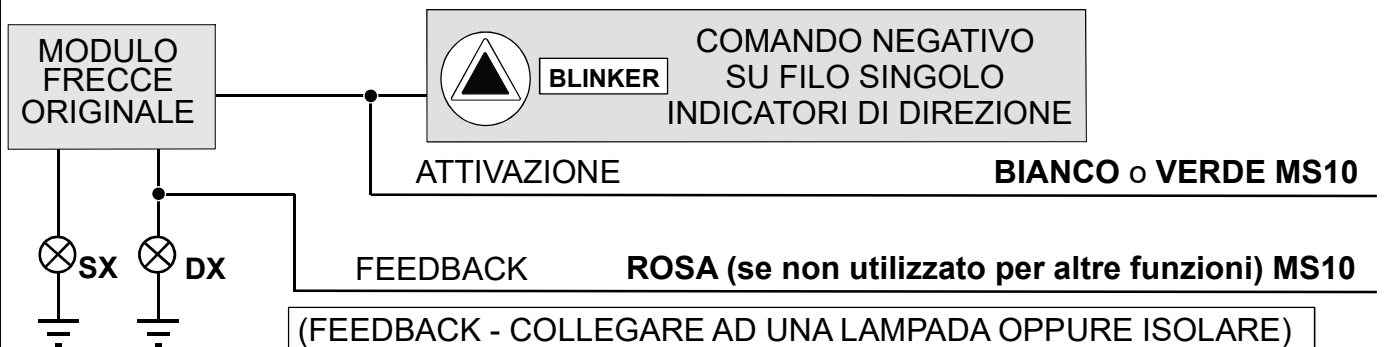 MODULO
FRECCE
ORIGINALE
BLINKER
COMANDO NEGATIVO
SU FILO SINGOLO
INDICATORI DI DIREZIONE
ATTIVAZIONE BIANCO o VERDE MS10
SX DX
FEEDBACK ROSA (se non utilizzato per altre funzioni) MS10
(FEEDBACK - COLLEGARE AD UNA LAMPADA OPPURE ISOLARE)